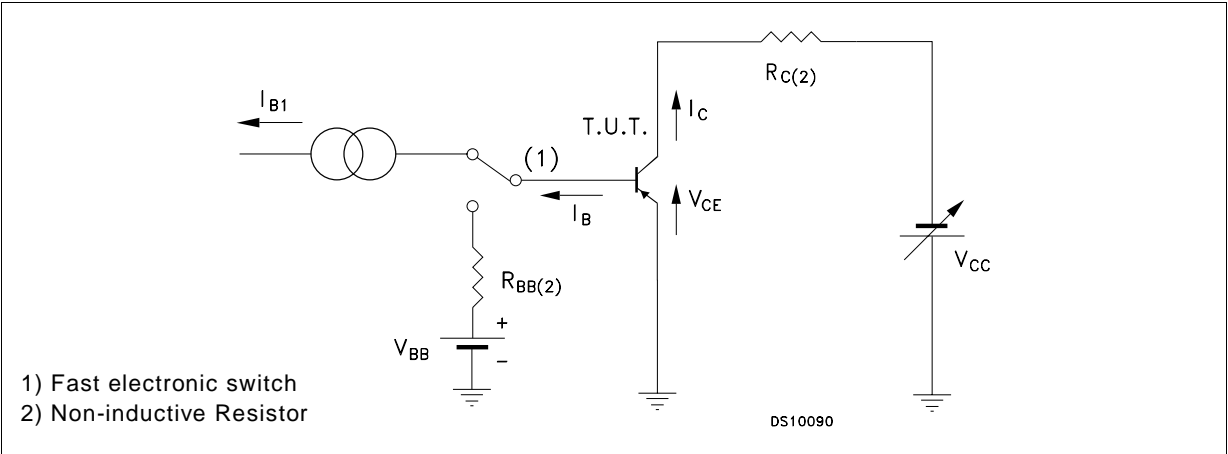 I_B1
R_C(2)
T.U.T.
I_C
(1)
I_B
V_CE
R_BB(2)
V_CC
+
V_BB
−
1) Fast electronic switch
2) Non-inductive Resistor
DS10090